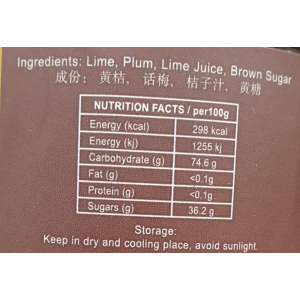 Ingredients: Lime, Plum, Lime Juice, Brown Sugar
成份: 黄桔, 话梅, 桔子汁, 黄糖
NUTRITION FACTS / per100g
Energy (kcal) 298 kcal
Energy (kj) 1255 kj
Carbohydrate (g) 74.6 g
Fat (g) <0.1g
Protein (g) <0.1g
Sugars (g) 36.2 g
Storage:
Keep in dry and cooling place, avoid sunlight.